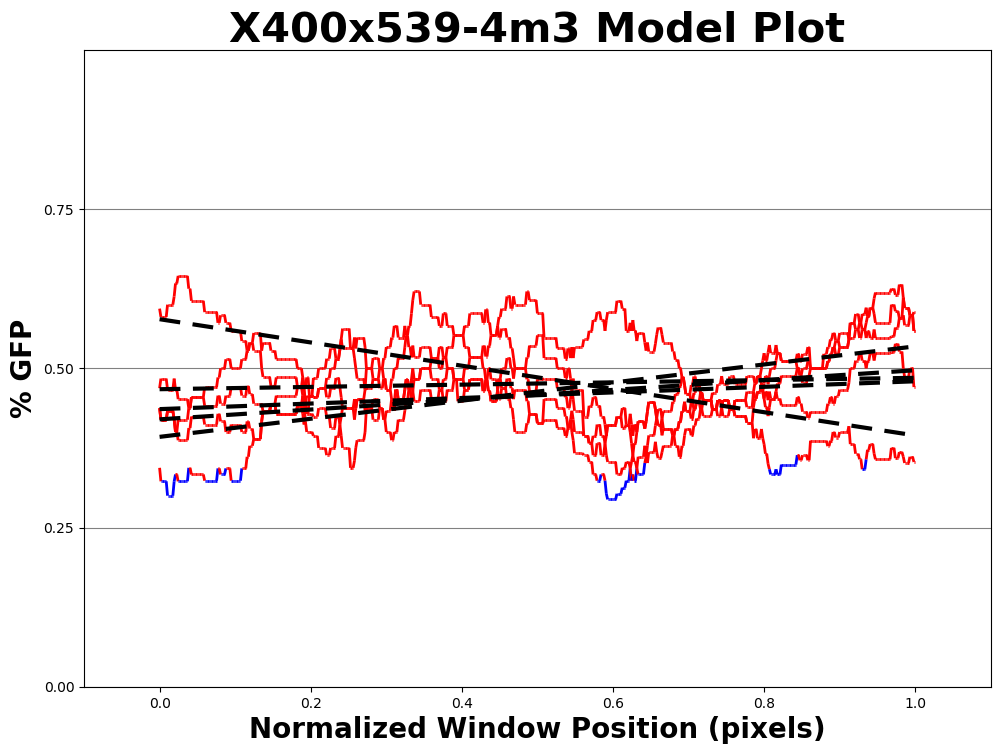 X400x539-4m3 Model Plot
% GFP
0.75
0.50
0.25
0.00
0.0 0.2 0.4 0.6 0.8 1.0
Normalized Window Position (pixels)